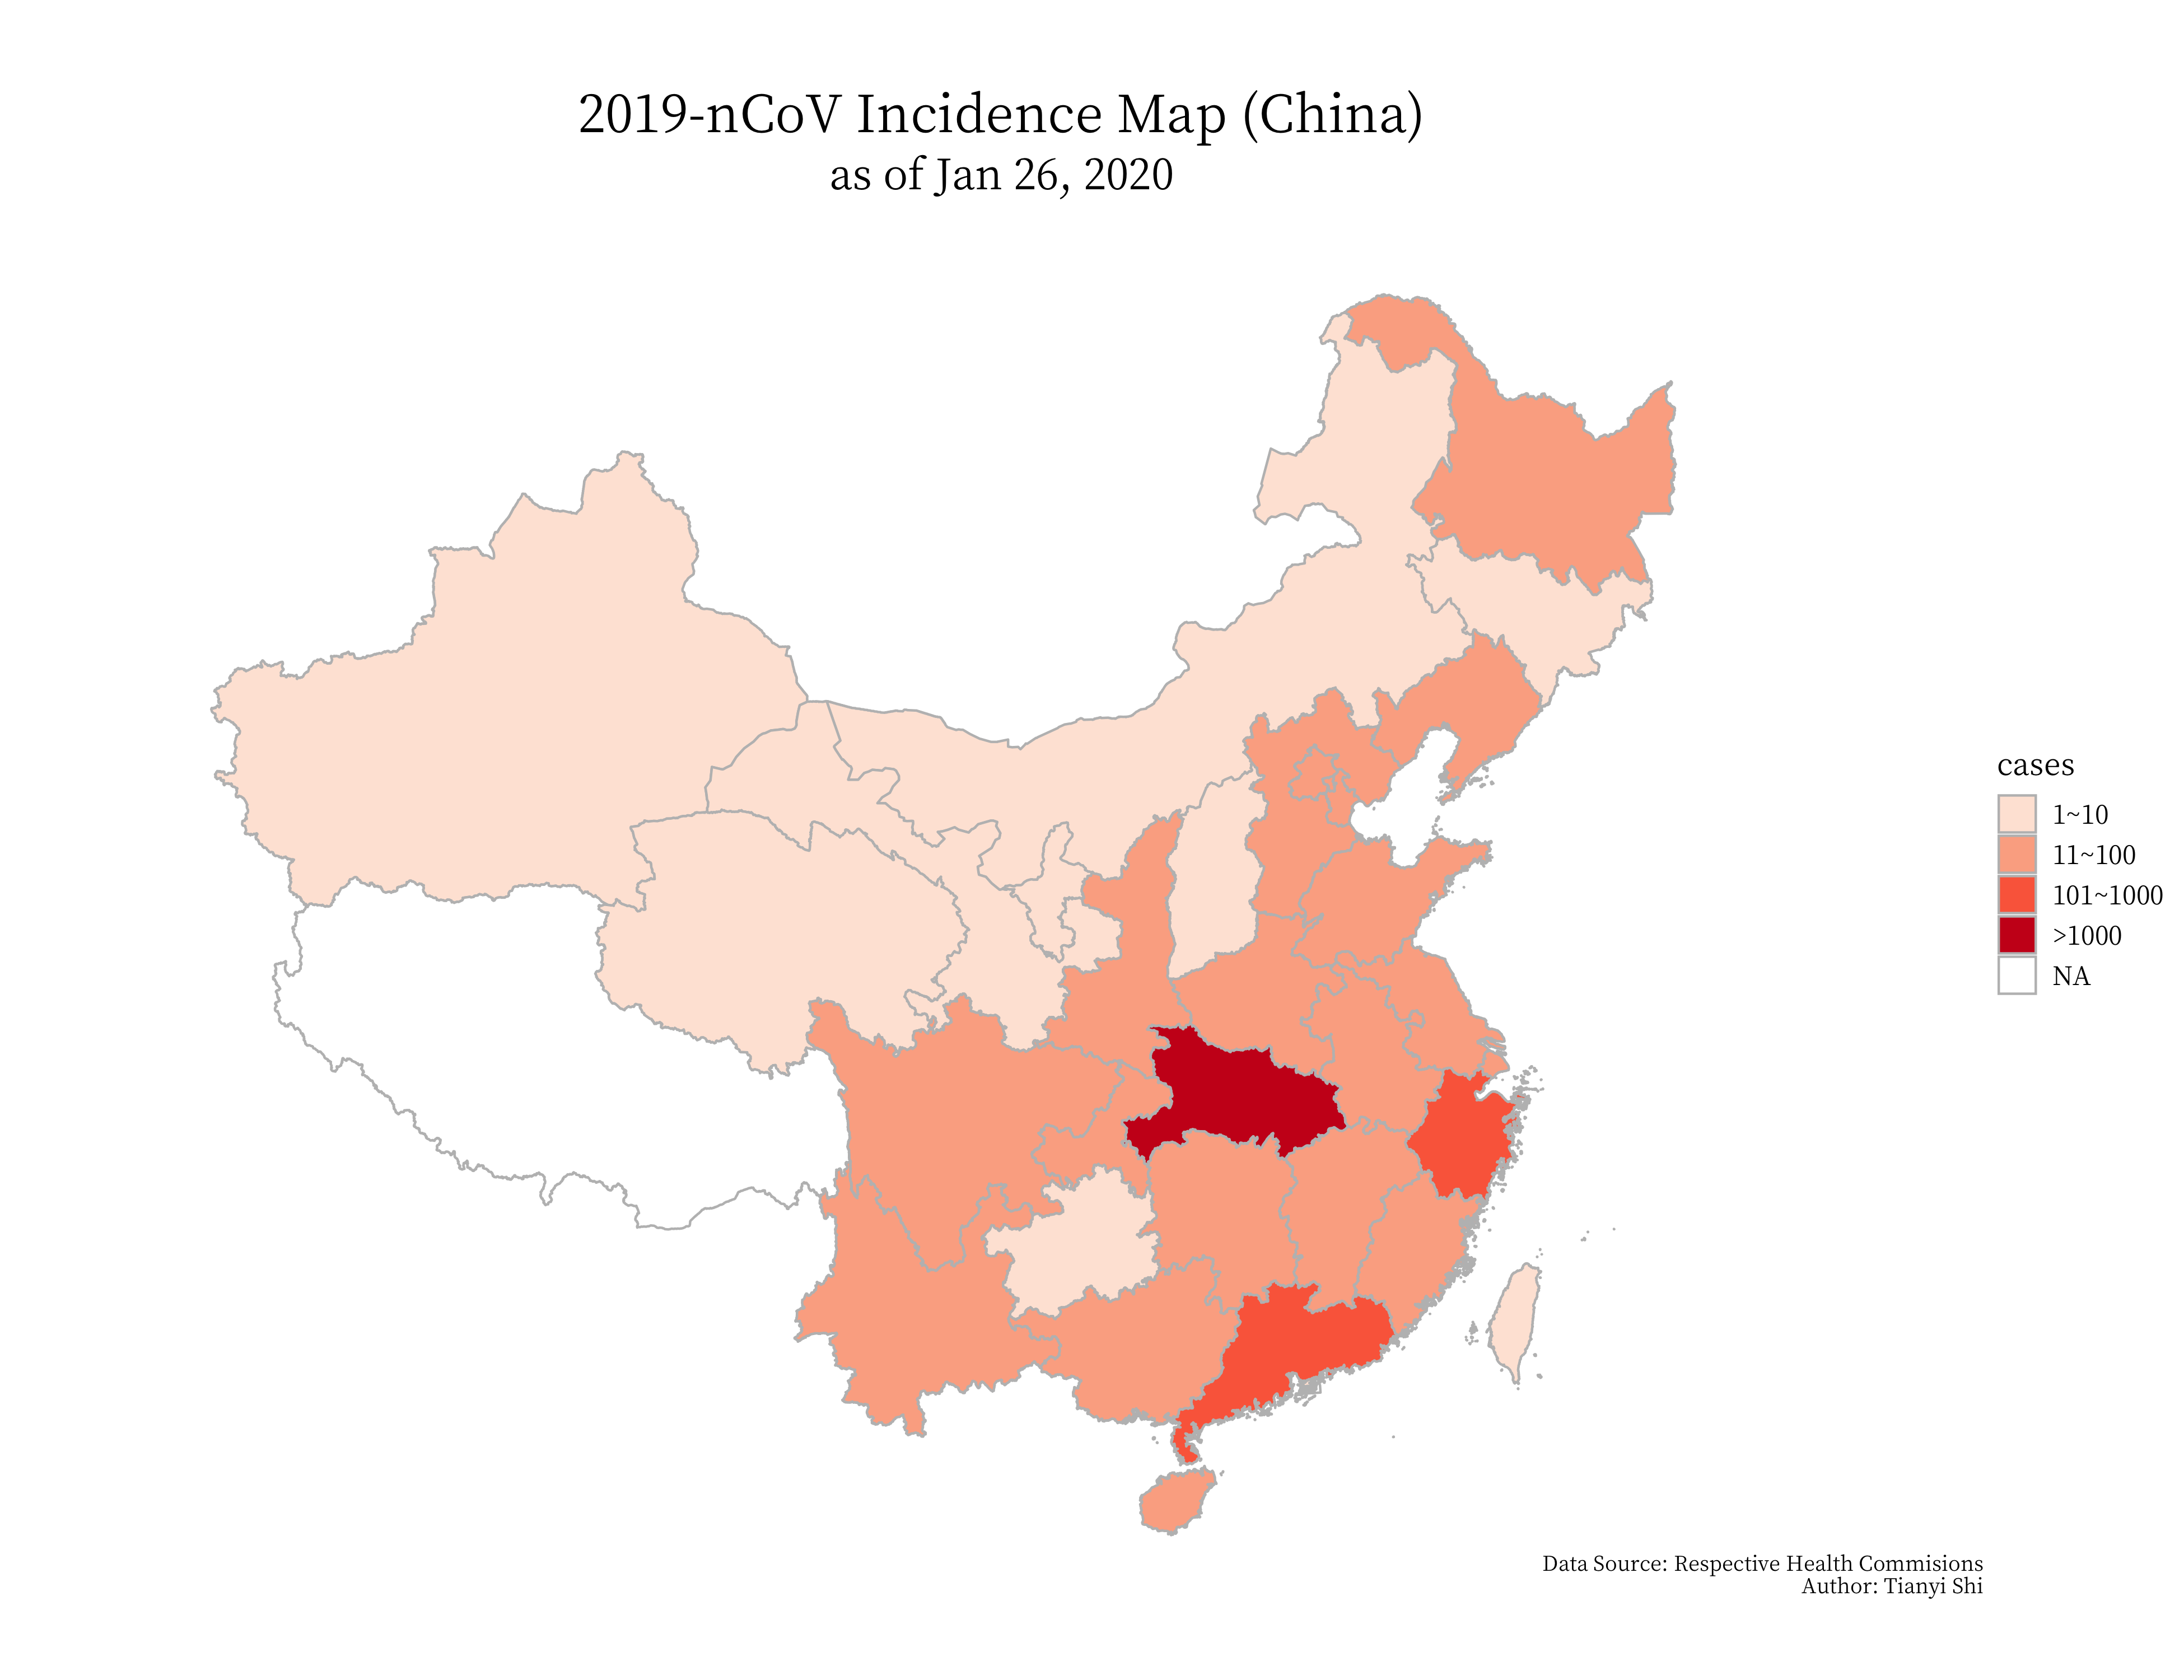 2019-nCoV Incidence Map (China)
as of Jan 26, 2020
cases
1~10
11~100
101~1000
>1000
NA
Data Source: Respective Health Commisions
Author: Tianyi Shi